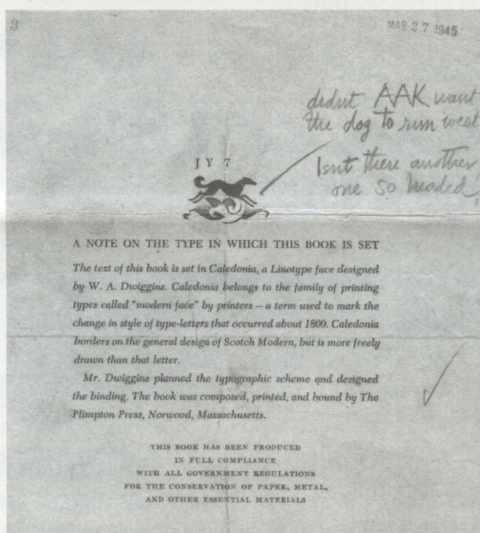 3
MAR 27 1945
didnt AAK want
the dog to run west
Isnt there another
one so headed
JY 7
A NOTE ON THE TYPE IN WHICH THIS BOOK IS SET
The text of this book is set in Caledonia, a Linotype face designed
by W. A. Dwiggins. Caledonia belongs to the family of printing
types called "modern face" by printers — a term used to mark the
change in style of type-letters that occurred about 1800. Caledonia
borders on the general design of Scotch Modern, but is more freely
drawn than that letter.
Mr. Dwiggins planned the typographic scheme and designed
the binding. The book was composed, printed, and bound by The
Plimpton Press, Norwood, Massachusetts.
THIS BOOK HAS BEEN PRODUCED
IN FULL COMPLIANCE
WITH ALL GOVERNMENT REGULATIONS
FOR THE CONSERVATION OF PAPER, METAL,
AND OTHER ESSENTIAL MATERIALS